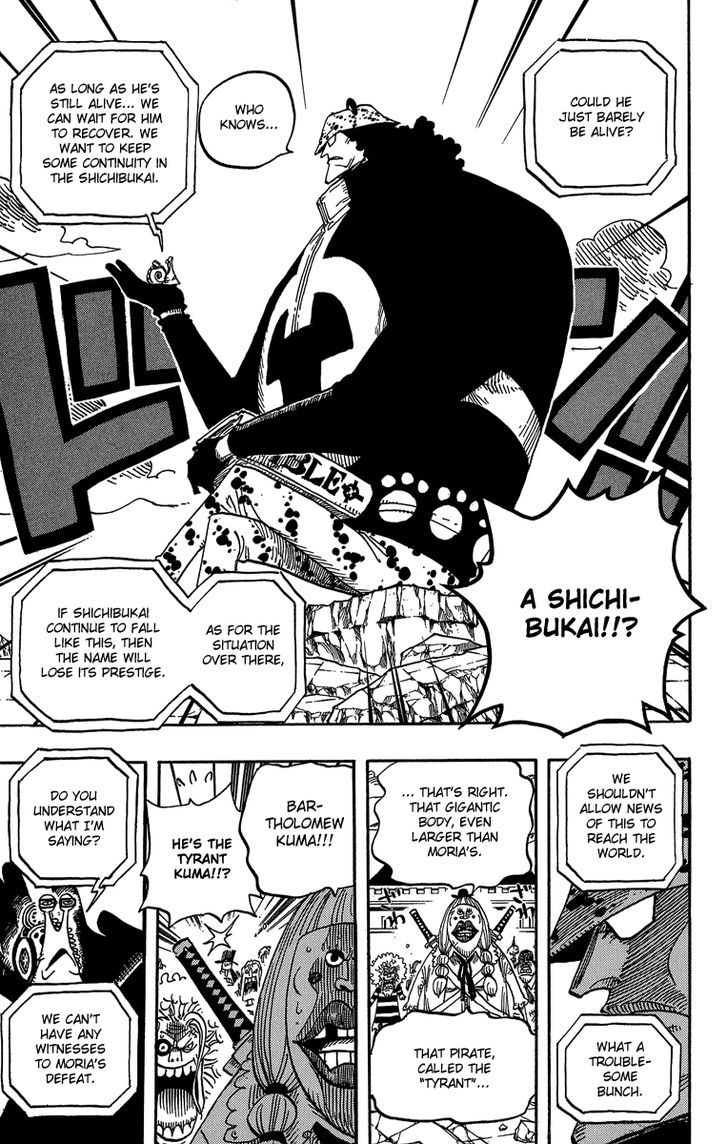 COULD HE
JUST BARELY
BE ALIVE?
WHO
KNOWS...
AS LONG AS HE'S
STILL ALIVE... WE
CAN WAIT FOR HIM
TO RECOVER. WE
WANT TO KEEP
SOME CONTINUITY IN
THE SHICHIBUKAI.
ドド
BLE
A SHICHI-
BUKAI!!?
AS FOR THE
SITUATION
OVER THERE,
IF SHICHIBUKAI
CONTINUE TO FALL
LIKE THIS, THEN
THE NAME WILL
LOSE ITS PRESTIGE.
WE
SHOULDN'T
ALLOW NEWS
OF THIS TO
REACH THE
WORLD.
WHAT A
TROUBLE-
SOME
BUNCH.
... THAT'S RIGHT.
THAT GIGANTIC
BODY, EVEN
LARGER THAN
MORIA'S.
THAT PIRATE,
CALLED THE
"TYRANT"...
BAR-
THOLOMEW
KUMA!!!
HE'S THE
TYRANT
KUMA!!?
DO YOU
UNDERSTAND
WHAT I'M
SAYING?
WE CAN'T
HAVE ANY
WITNESSES
TO MORIA'S
DEFEAT.